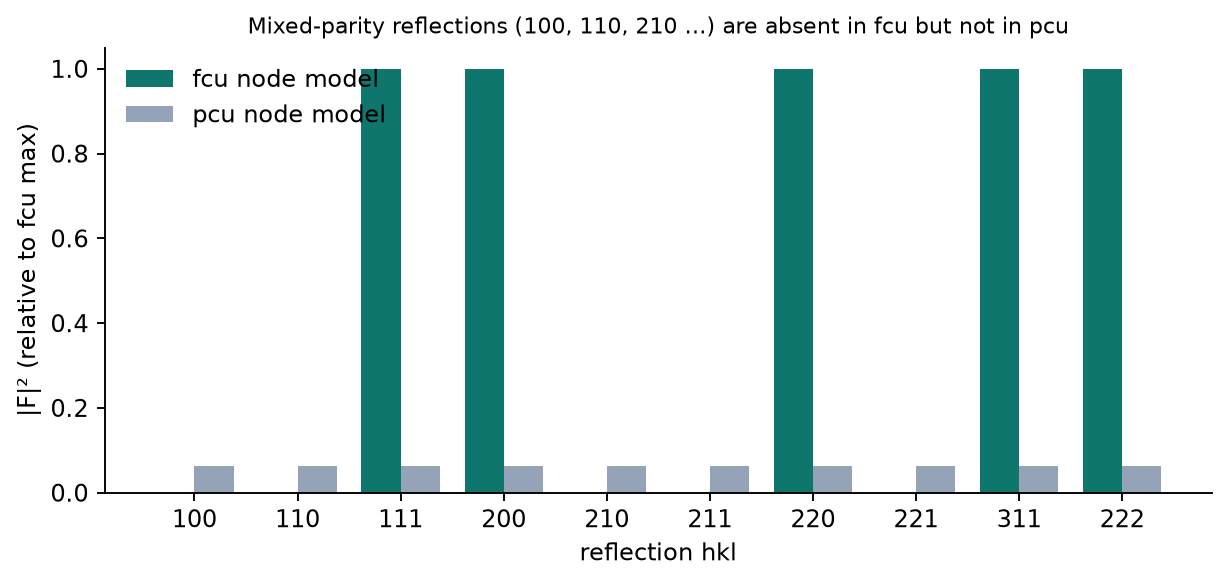 Mixed-parity reflections (100, 110, 210 ...) are absent in fcu but not in pcu
fcu node model
pcu node model
|F|² (relative to fcu max)
1.0
0.8
0.6
0.4
0.2
0.0
100 110 111 200 210 211 220 221 311 222
reflection hkl